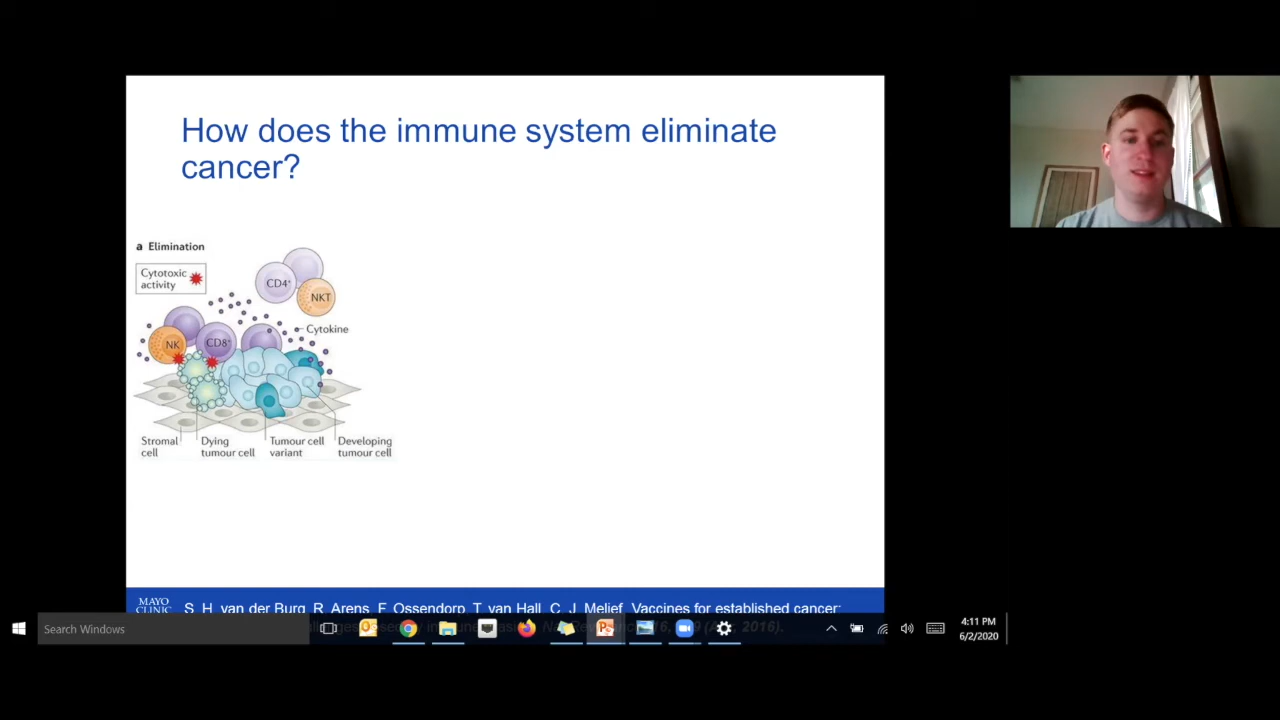 How does the immune system eliminate
cancer?
a Elimination
Cytotoxic
activity
CD4+
NKT
Cytokine
NK
CD8+
Stromal
cell
Dying
tumour cell
Tumour cell
variant
Developing
tumour cell
MAYO
CLINIC
S. H. van der Burg, R. Arens, F. Ossendorp, T. van Hall, C. J. Melief, Vaccines for established cancer:
2016).
Search Windows
4:11 PM
6/2/2020